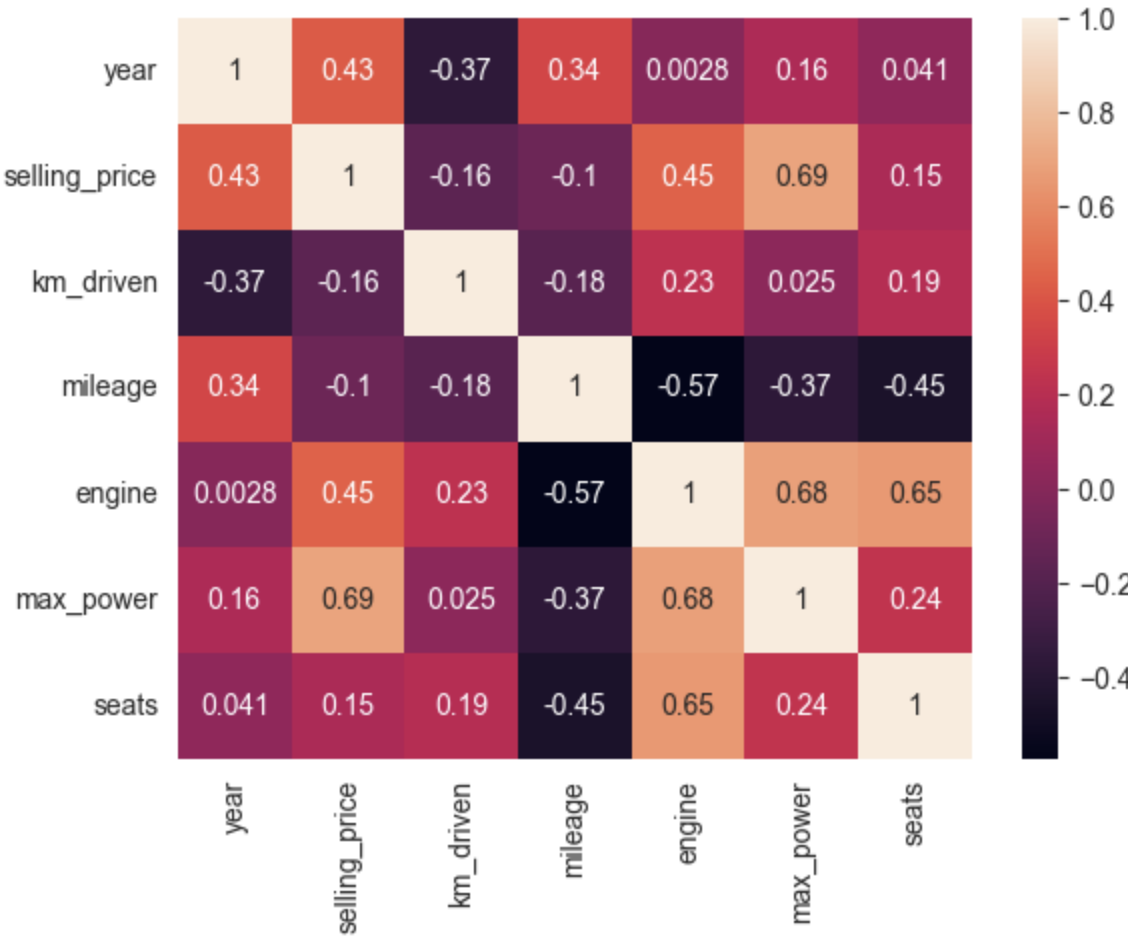 year 1 0.43 -0.37 0.34 0.0028 0.16 0.041
selling_price 0.43 1 -0.16 -0.1 0.45 0.69 0.15
km_driven -0.37 -0.16 1 -0.18 0.23 0.025 0.19
mileage 0.34 -0.1 -0.18 1 -0.57 -0.37 -0.45
engine 0.0028 0.45 0.23 -0.57 1 0.68 0.65
max_power 0.16 0.69 0.025 -0.37 0.68 1 0.24
seats 0.041 0.15 0.19 -0.45 0.65 0.24 1
year selling_price km_driven mileage engine max_power seats
1.0
0.8
0.6
0.4
0.2
0.0
−0.2
−0.4